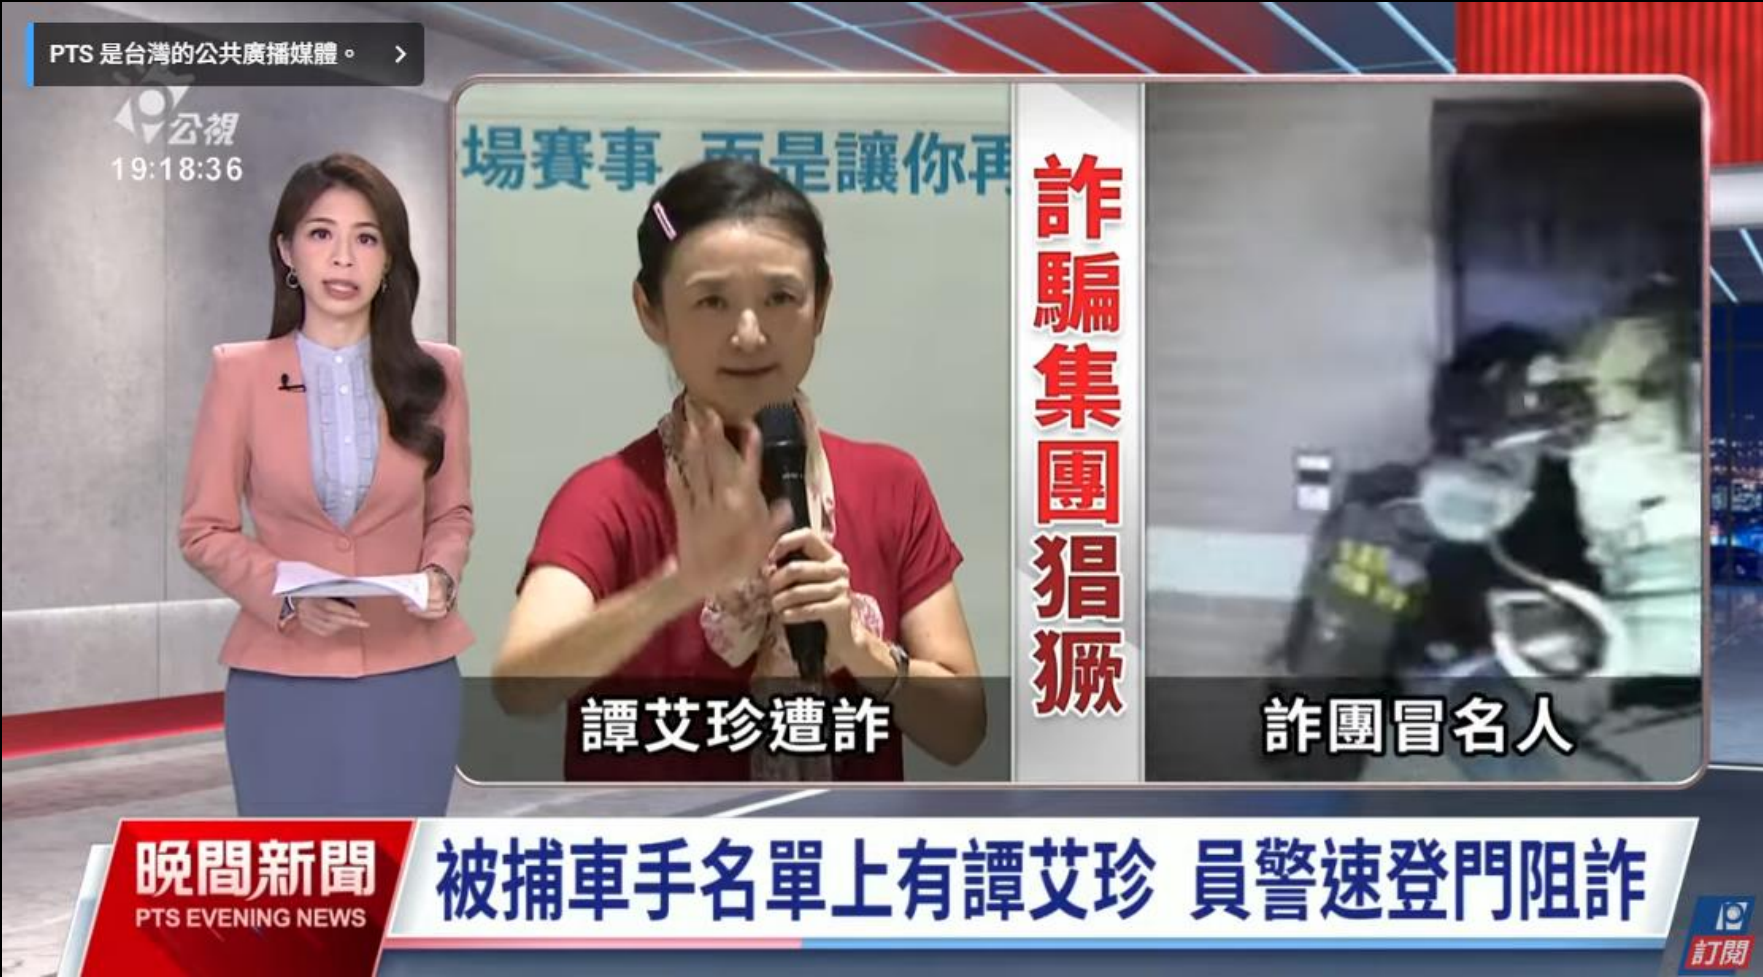 PTS 是台灣的公共廣播媒體。
公視
19:18:36
場賽事 而是讓你再
詐騙集團猖獗
譚艾珍遭詐
詐團冒名人
晚間新聞
PTS EVENING NEWS
被捕車手名單上有譚艾珍 員警速登門阻詐
訂閱